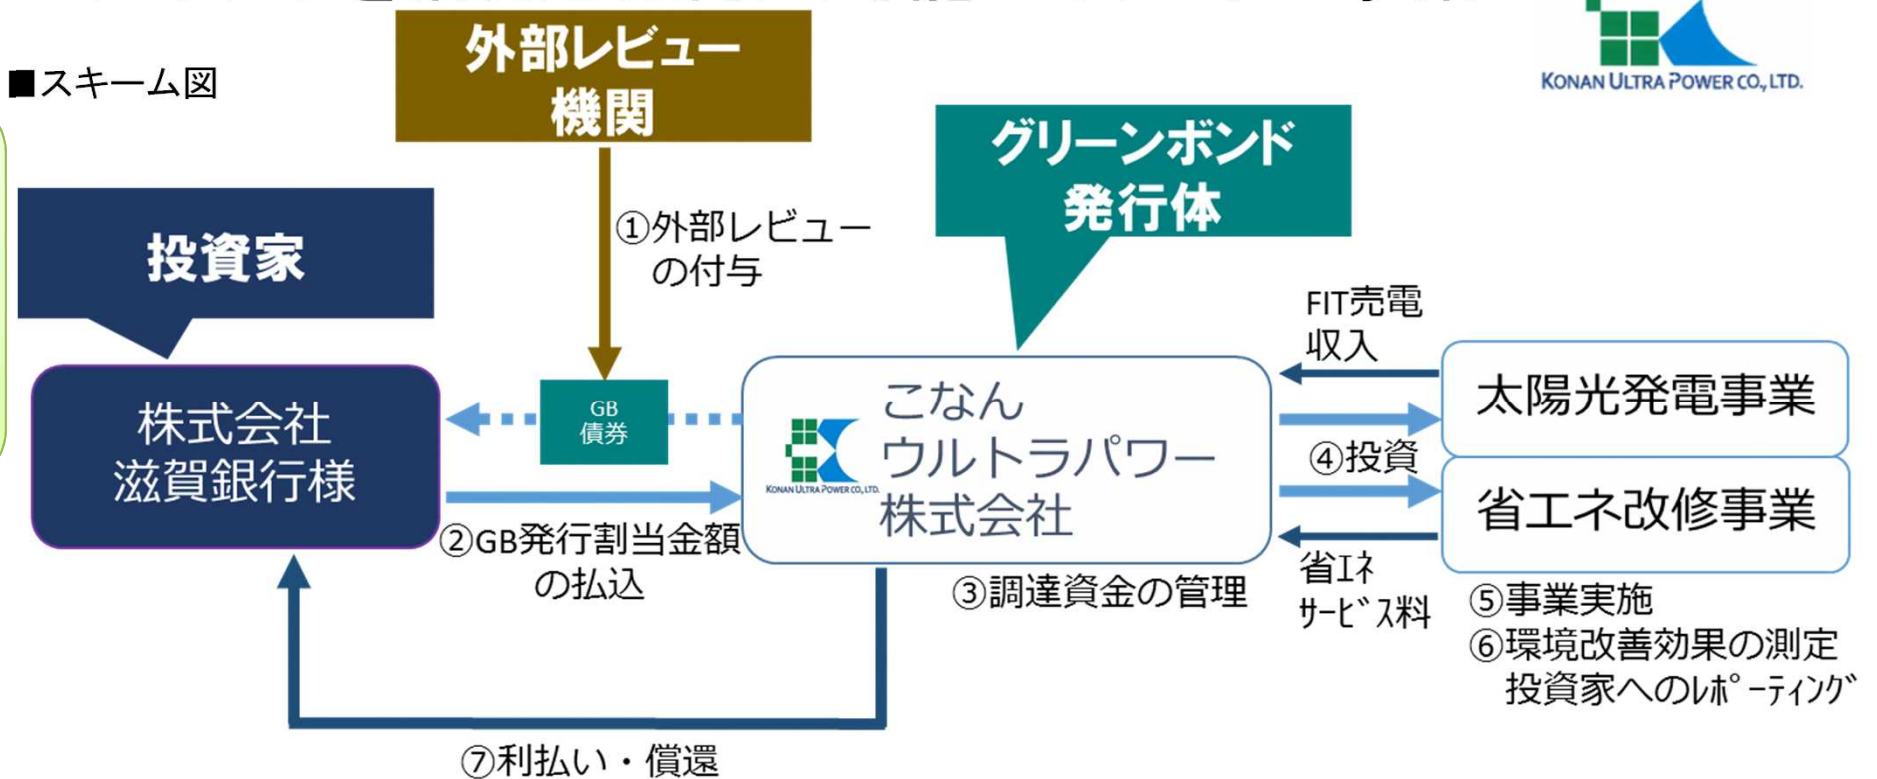 KONAN ULTRA POWER CO., LTD.
■スキーム図
外部レビュー
機関
グリーンボンド
発行体
投資家
①外部レビュー
の付与
FIT売電
収入
株式会社
滋賀銀行様
GB
債券
KONAN ULTRA POWER CO., LTD.
こなん
ウルトラパワー
株式会社
太陽光発電事業
④投資
省エネ改修事業
②GB発行割当金額
の払込
③調達資金の管理
省ｴﾈ
ｻｰﾋﾞｽ料
⑤事業実施
⑥環境改善効果の測定
投資家へのﾚﾎﾟｰﾃｨﾝｸﾞ
⑦利払い・償還